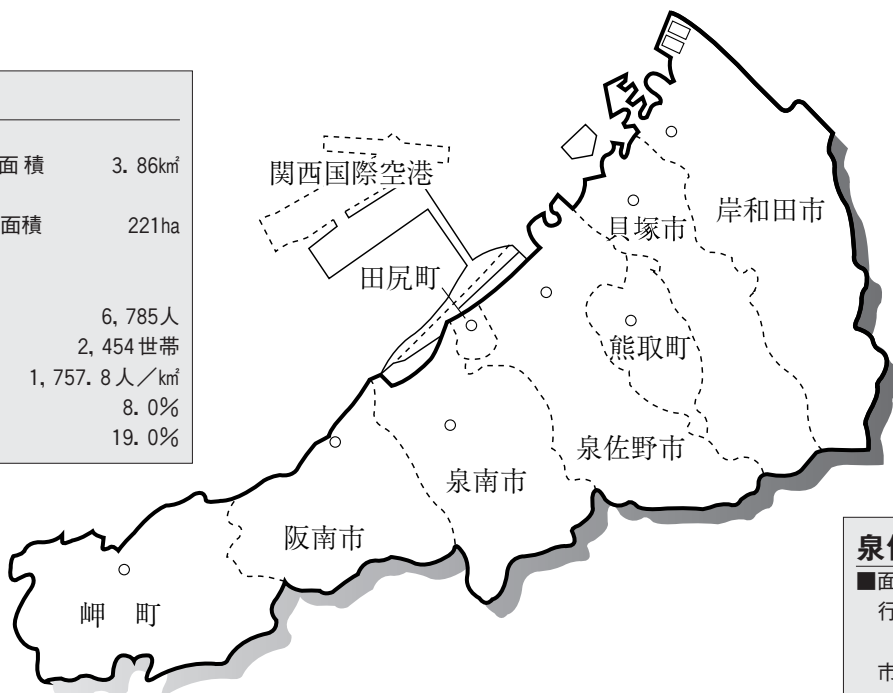 面積 3.86k㎡
面積 221ha
6,785人
2,454世帯
1,757.8人／k㎡
8.0％
19.0％
関西国際空港
田尻町
貝塚市
岸和田市
熊取町
泉佐野市
泉南市
阪南市
岬町
泉
■面
行
市